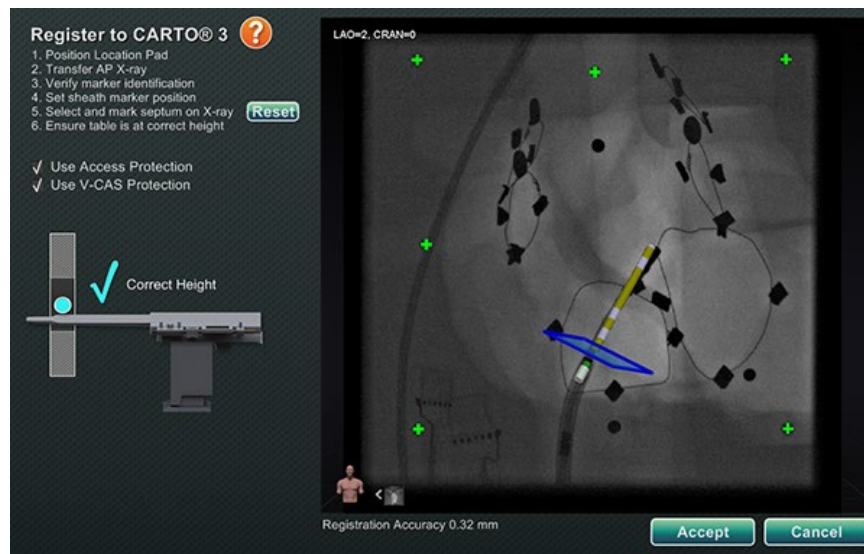 Register to CARTO® 3 ?
1. Position Location Pad
2. Transfer AP X-ray
3. Verify marker identification
4. Set sheath marker position
5. Select and mark septum on X-ray
Reset
6. Ensure table is at correct height
√ Use Access Protection
√ Use V-CAS Protection
Correct Height
LAO=2, CRAN=0
Registration Accuracy 0.32 mm
Accept
Cancel